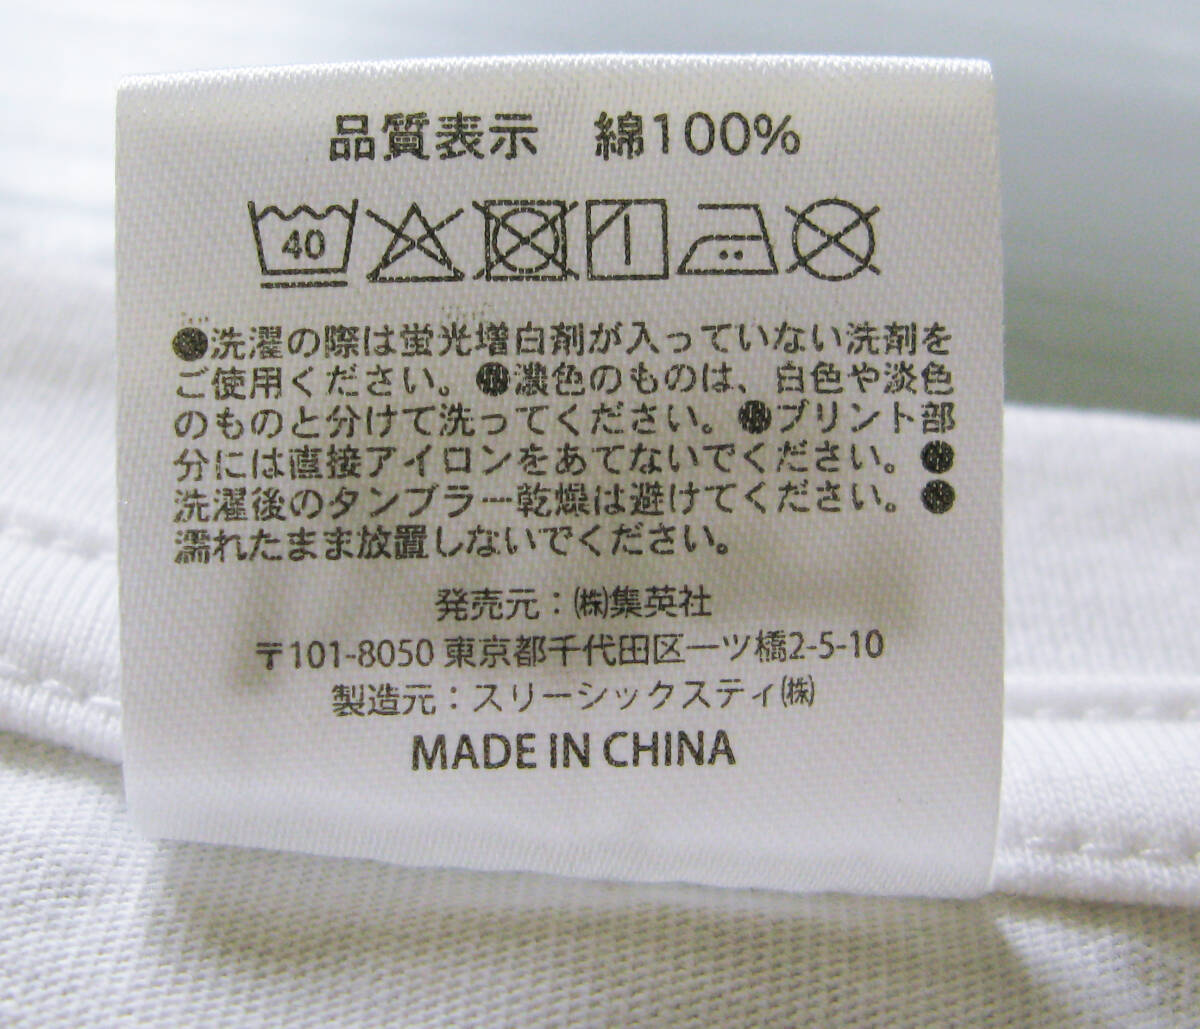 品質表示 綿100%
40
●洗濯の際は蛍光増白剤が入っていない洗剤を
ご使用ください。●濃色のものは、白色や淡色
のものと分けて洗ってください。●プリント部
分には直接アイロンをあてないでください。●
洗濯後のタンブラー乾燥は避けてください。●
濡れたまま放置しないでください。
発売元:㈱集英社
〒101-8050 東京都千代田区一ツ橋2-5-10
製造元:スリーシックスティ㈱
MADE IN CHINA